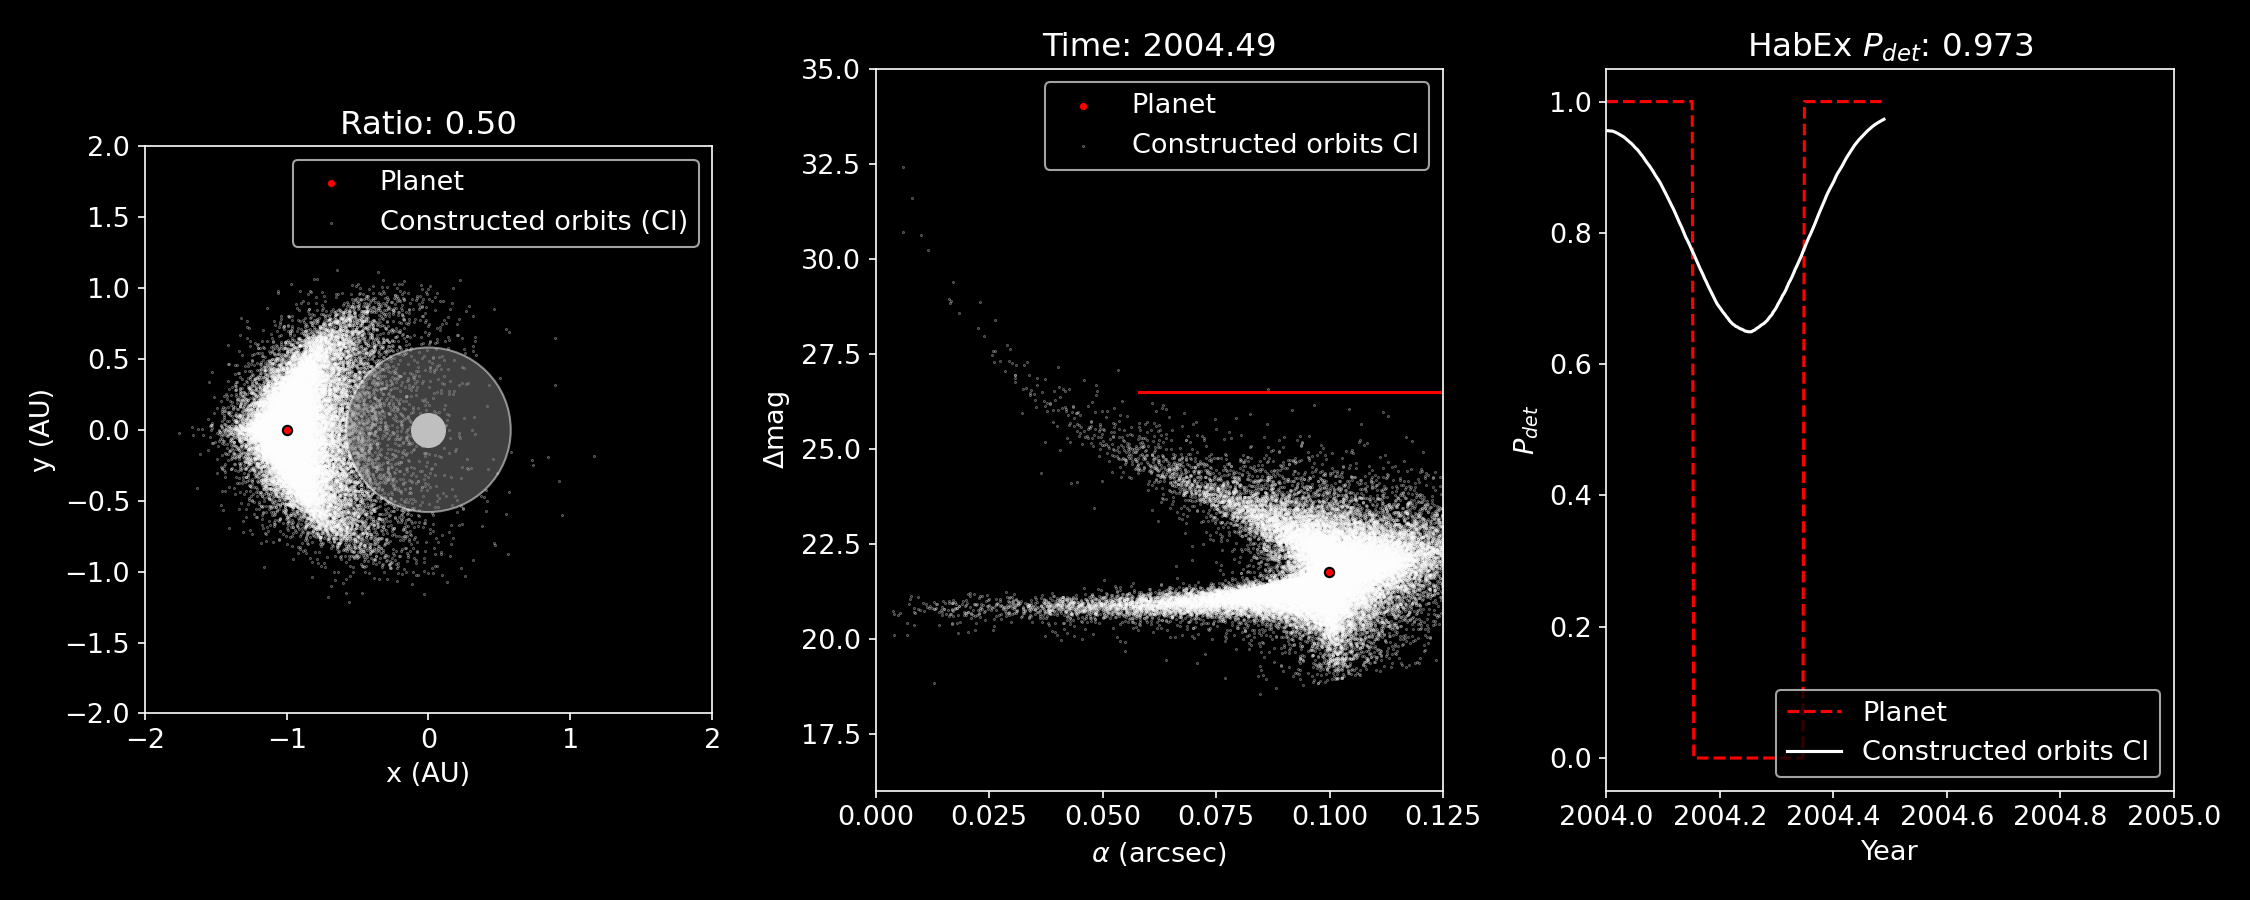 Ratio: 0.50
Planet
Constructed orbits (CI)
2.0
1.5
1.0
0.5
0.0
−0.5
−1.0
−1.5
−2.0
−2
−1
0
1
2
x (AU)
y (AU)
Time: 2004.49
Planet
Constructed orbits CI
35.0
32.5
30.0
27.5
25.0
22.5
20.0
17.5
0.000
0.025
0.050
0.075
0.100
0.125
α (arcsec)
Δmag
HabEx P_det: 0.973
1.0
0.8
0.6
0.4
0.2
0.0
Planet
Constructed orbits CI
2004.0
2004.2
2004.4
2004.6
2004.8
2005.0
Year
P_det